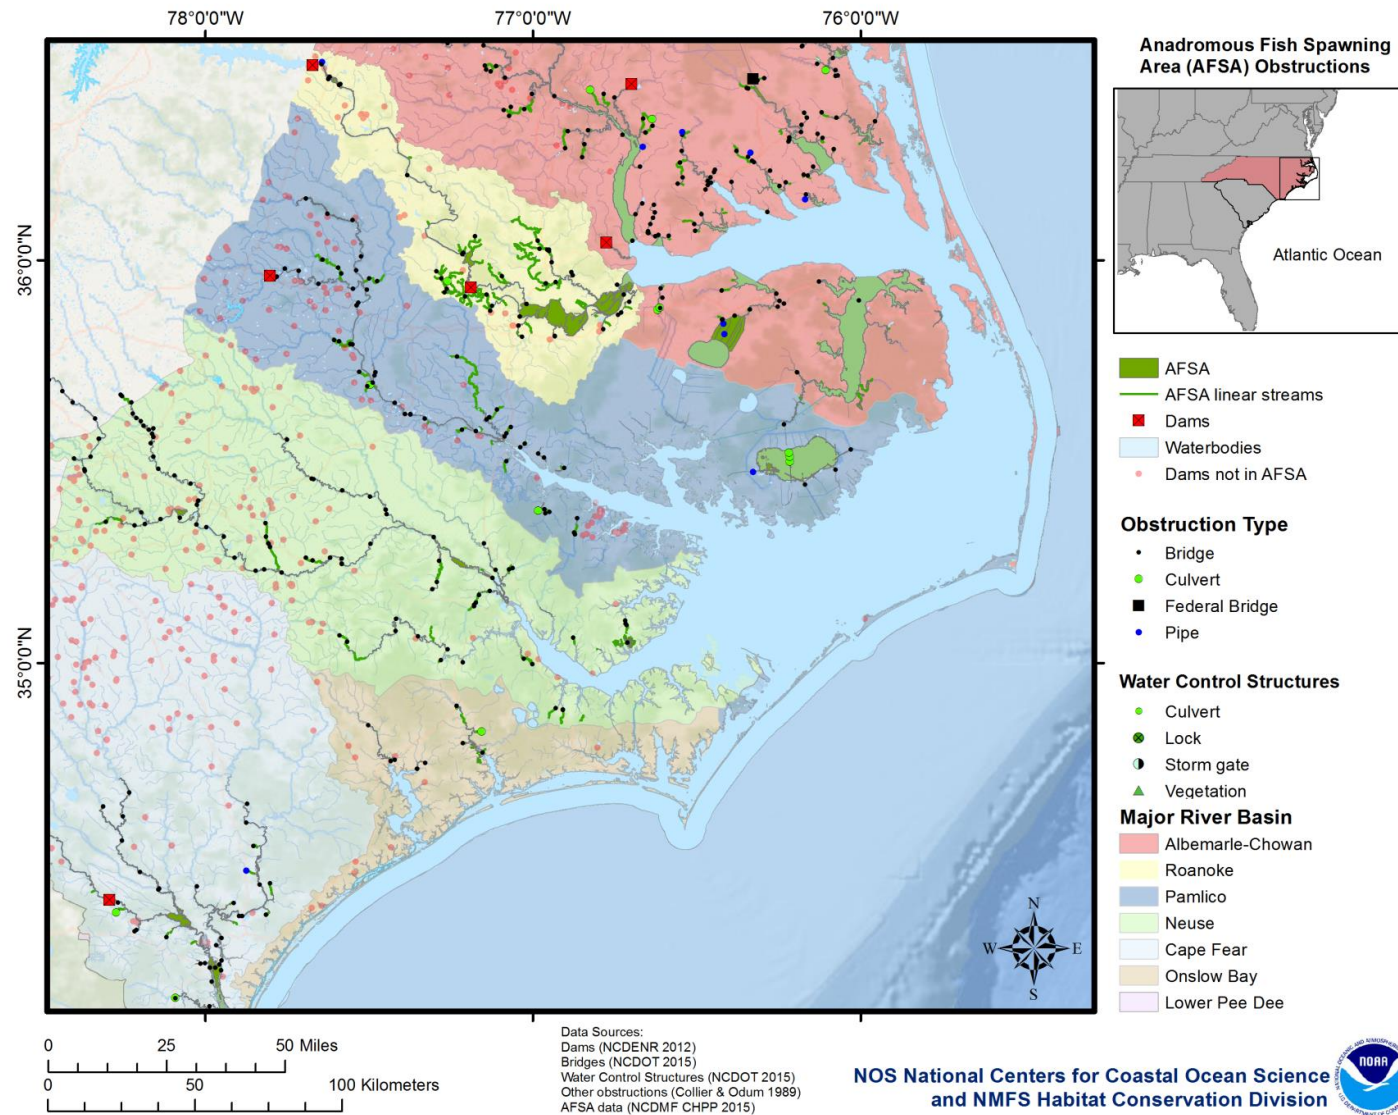 78°0'0"W
77°0'0"W
76°0'0"W
36°0'0"N
35°0'0"N
Anadromous Fish Spawning
Area (AFSA) Obstructions
Atlantic Ocean
AFSA
AFSA linear streams
Dams
Waterbodies
Dams not in AFSA
Obstruction Type
Bridge
Culvert
Federal Bridge
Pipe
Water Control Structures
Culvert
Lock
Storm gate
Vegetation
Major River Basin
Albemarle-Chowan
Roanoke
Pamlico
Neuse
Cape Fear
Onslow Bay
Lower Pee Dee
N
W
E
S
0 25 50 Miles
0 50 100 Kilometers
Data Sources:
Dams (NCDENR 2012)
Bridges (NCDOT 2015)
Water Control Structures (NCDOT 2015)
Other obstructions (Collier & Odum 1989)
AFSA data (NCDMF CHPP 2015)
NOS National Centers for Coastal Ocean Science
and NMFS Habitat Conservation Division
NOAA